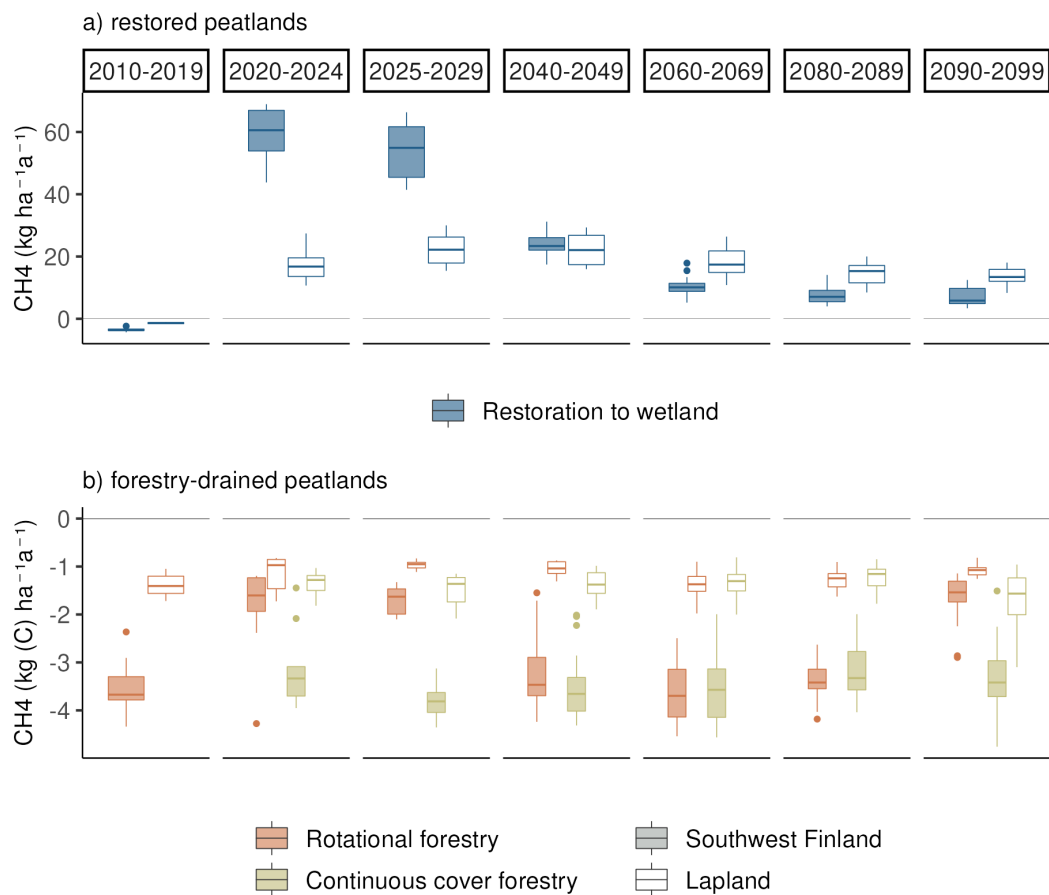 a) restored peatlands
2010-2019 2020-2024 2025-2029 2040-2049 2060-2069 2080-2089 2090-2099
CH4 (kg ha⁻¹a⁻¹)
60
40
20
0
Restoration to wetland
b) forestry-drained peatlands
CH4 (kg (C) ha⁻¹a⁻¹)
0
-1
-2
-3
-4
Rotational forestry Southwest Finland
Continuous cover forestry Lapland